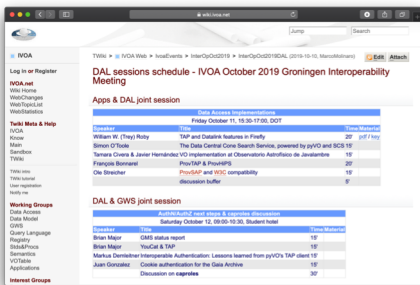 wiki.ivoa.net
Jump
Search
IVOA
TWiki > IVOA Web > IvoaEvents > InterOpOct2019 > InterOpOct2019DAL (2019-10-10, MarcoMolinaro)
Edit Attach
Log in or Register
IVOA.net
Wiki Home
WebChanges
WebTopicList
WebStatistics
Twiki Meta & Help
IVOA
Know
Main
Sandbox
TWiki
TWiki intro
TWiki tutorial
User registration
Notify me
Working Groups
Data Access
Data Model
GWS
Query Language
Registry
Stds&Procs
Semantics
VOTable
Applications
Interest Groups
DAL sessions schedule - IVOA October 2019 Groningen Interoperability Meeting
Apps & DAL joint session
Data Access Implementations
Friday October 11, 15:30-17:00, DOT
Speaker Title Time Material
William W. (Trey) Roby TAP and Datalink features in Firefly 20' pdf / key
Simon O'Toole The Data Central Cone Search Service, powered by pyVO and SCS 15'
Tamara Civera & Javier Hernández VO implementation at Observatorio Astrofísico de Javalambre 15'
François Bonnarel ProvTAP & ProvHiPS 20'
Ole Streicher ProvSAP and W3C compatibility 15'
discussion buffer 5'
DAL & GWS joint session
AuthN/AuthZ next steps & caproles discussion
Saturday October 12, 09:00-10:30, Student hotel
Speaker Title Time Material
Brian Major GMS status report 15'
Brian Major YouCat & TAP 15'
Markus Demleitner Interoperable Authentication: Lessons learned from pyVO's TAP client 15'
Juan Gonzalez Cookie authentication for the Gaia Archive 15'
Discussion on caproles 30'